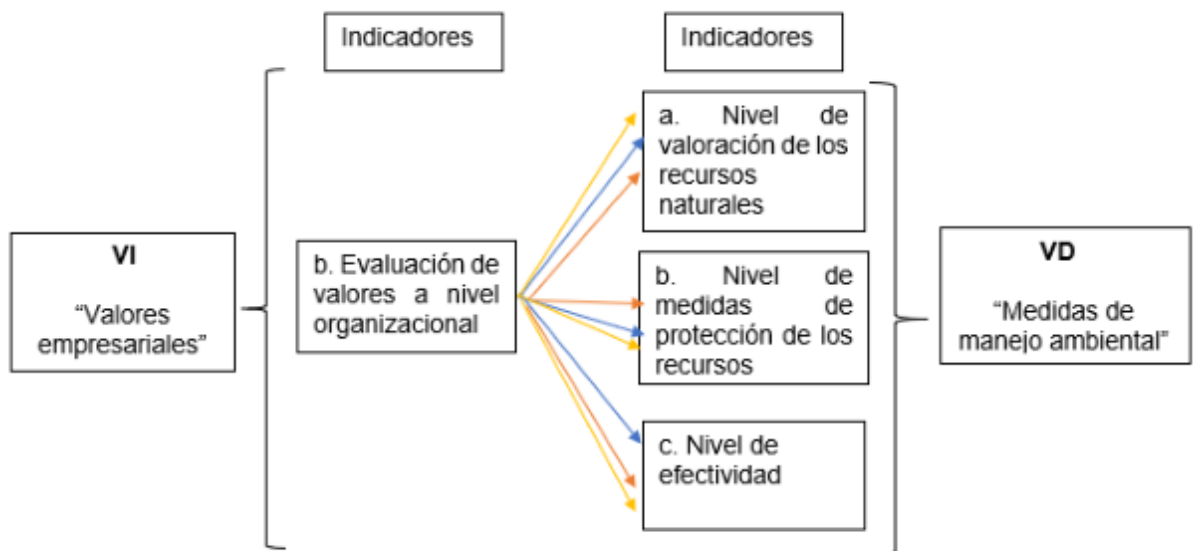 Indicadores
Indicadores
VI
“Valores
empresariales”
b. Evaluación de
valores a nivel
organizacional
a. Nivel de
valoración de los
recursos
naturales
b. Nivel de
medidas de
protección de los
recursos
c. Nivel de
efectividad
VD
“Medidas de
manejo ambiental”